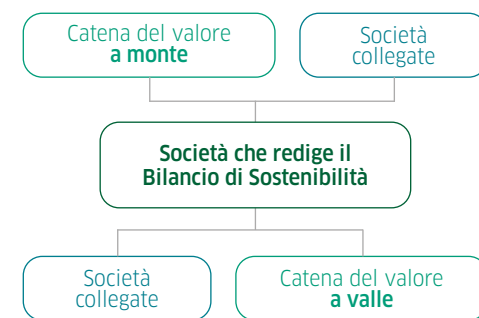 Catena del valore
a monte
Società
collegate
Società che redige il
Bilancio di Sostenibilità
Società
collegate
Catena del valore
a valle